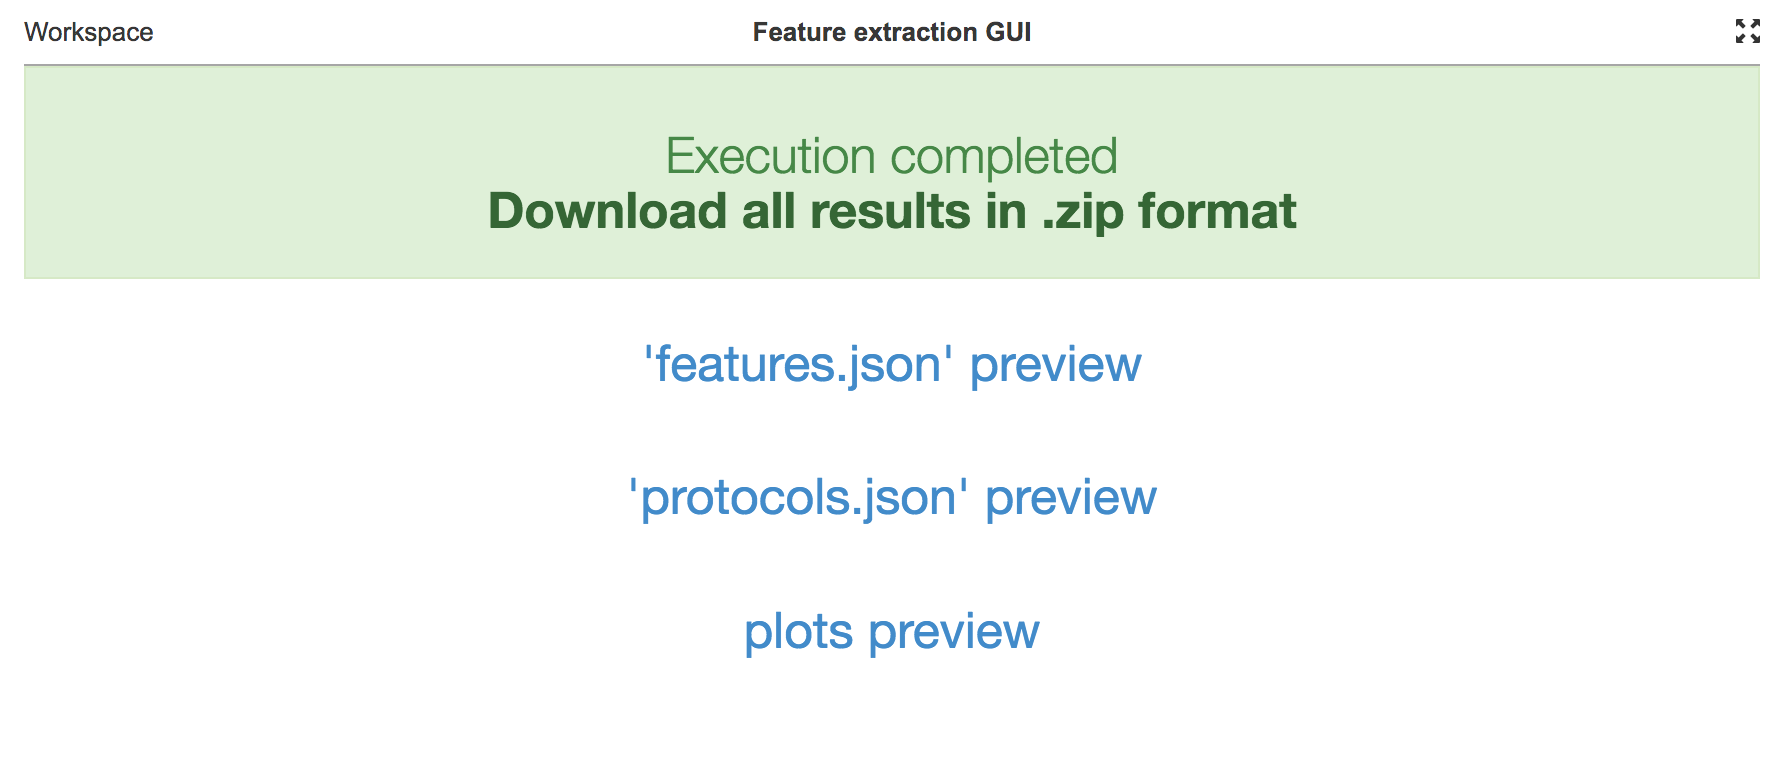 Workspace
Feature extraction GUI
Execution completed
Download all results in .zip format
'features.json' preview
'protocols.json' preview
plots preview